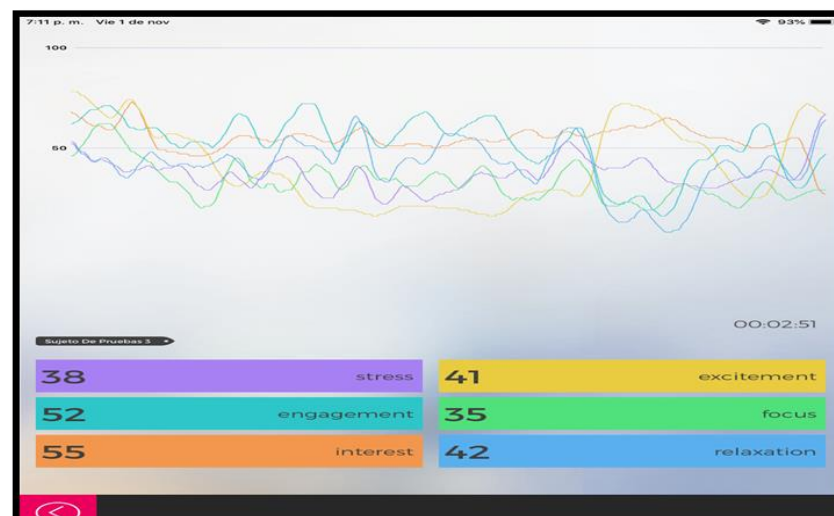 7:11 p. m. Vie 1 de nov 93%
100
50
00:02:51
Sujeto De Pruebas 3
38 stress 41 excitement
52 engagement 35 focus
55 interest 42 relaxation